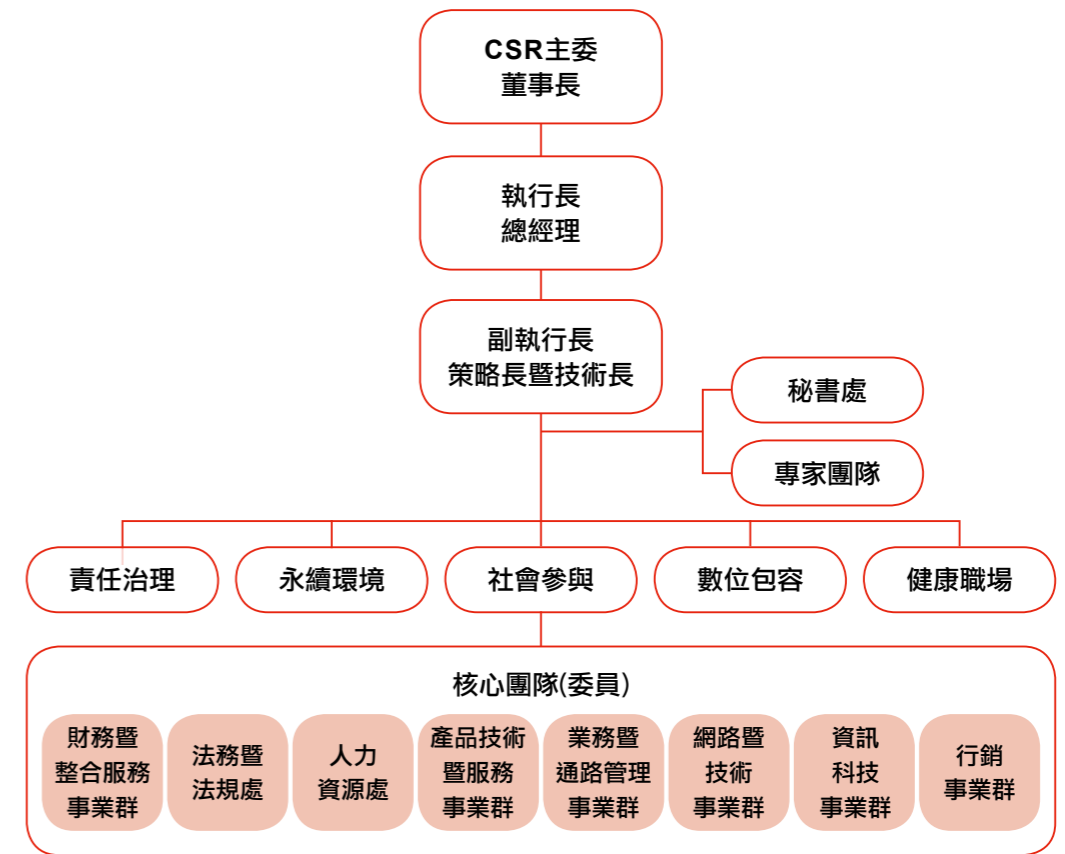 CSR主委
董事長
執行長
總經理
副執行長
策略長暨技術長
秘書處
專家團隊
責任治理
永續環境
社會參與
數位包容
健康職場
核心團隊(委員)
財務暨
整合服務
事業群
法務暨
法規處
人力
資源處
產品技術
暨服務
事業群
業務暨
通路管理
事業群
網路暨
技術
事業群
資訊
科技
事業群
行銷
事業群